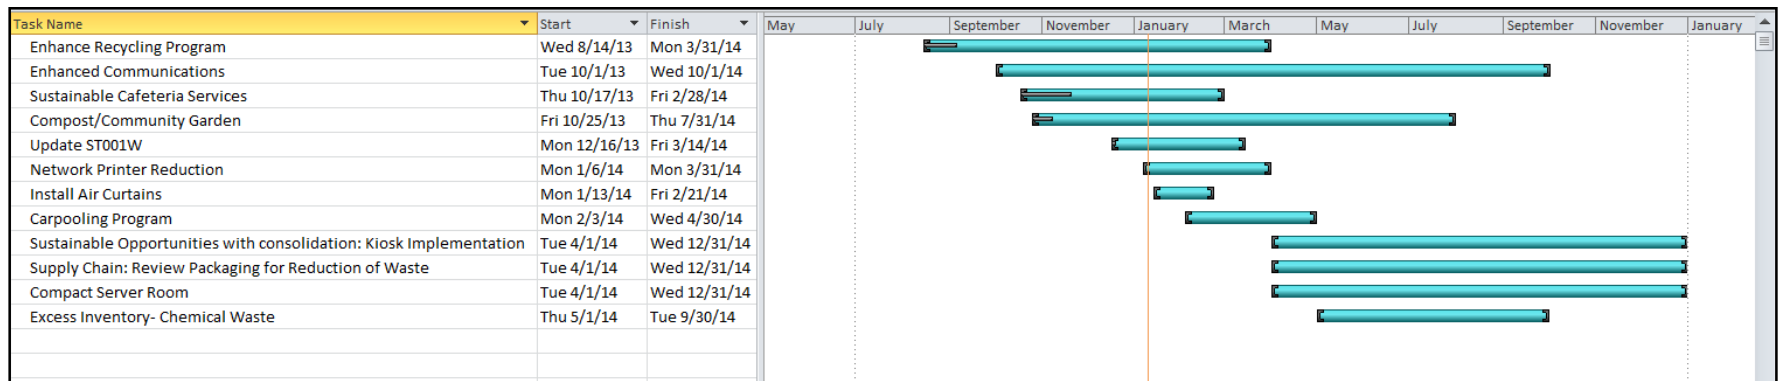 Task Name Start Finish May July September November January March May July September November January
Enhance Recycling Program Wed 8/14/13 Mon 3/31/14
Enhanced Communications Tue 10/1/13 Wed 10/1/14
Sustainable Cafeteria Services Thu 10/17/13 Fri 2/28/14
Compost/Community Garden Fri 10/25/13 Thu 7/31/14
Update ST001W Mon 12/16/13 Fri 3/14/14
Network Printer Reduction Mon 1/6/14 Mon 3/31/14
Install Air Curtains Mon 1/13/14 Fri 2/21/14
Carpooling Program Mon 2/3/14 Wed 4/30/14
Sustainable Opportunities with consolidation: Kiosk Implementation Tue 4/1/14 Wed 12/31/14
Supply Chain: Review Packaging for Reduction of Waste Tue 4/1/14 Wed 12/31/14
Compact Server Room Tue 4/1/14 Wed 12/31/14
Excess Inventory- Chemical Waste Thu 5/1/14 Tue 9/30/14